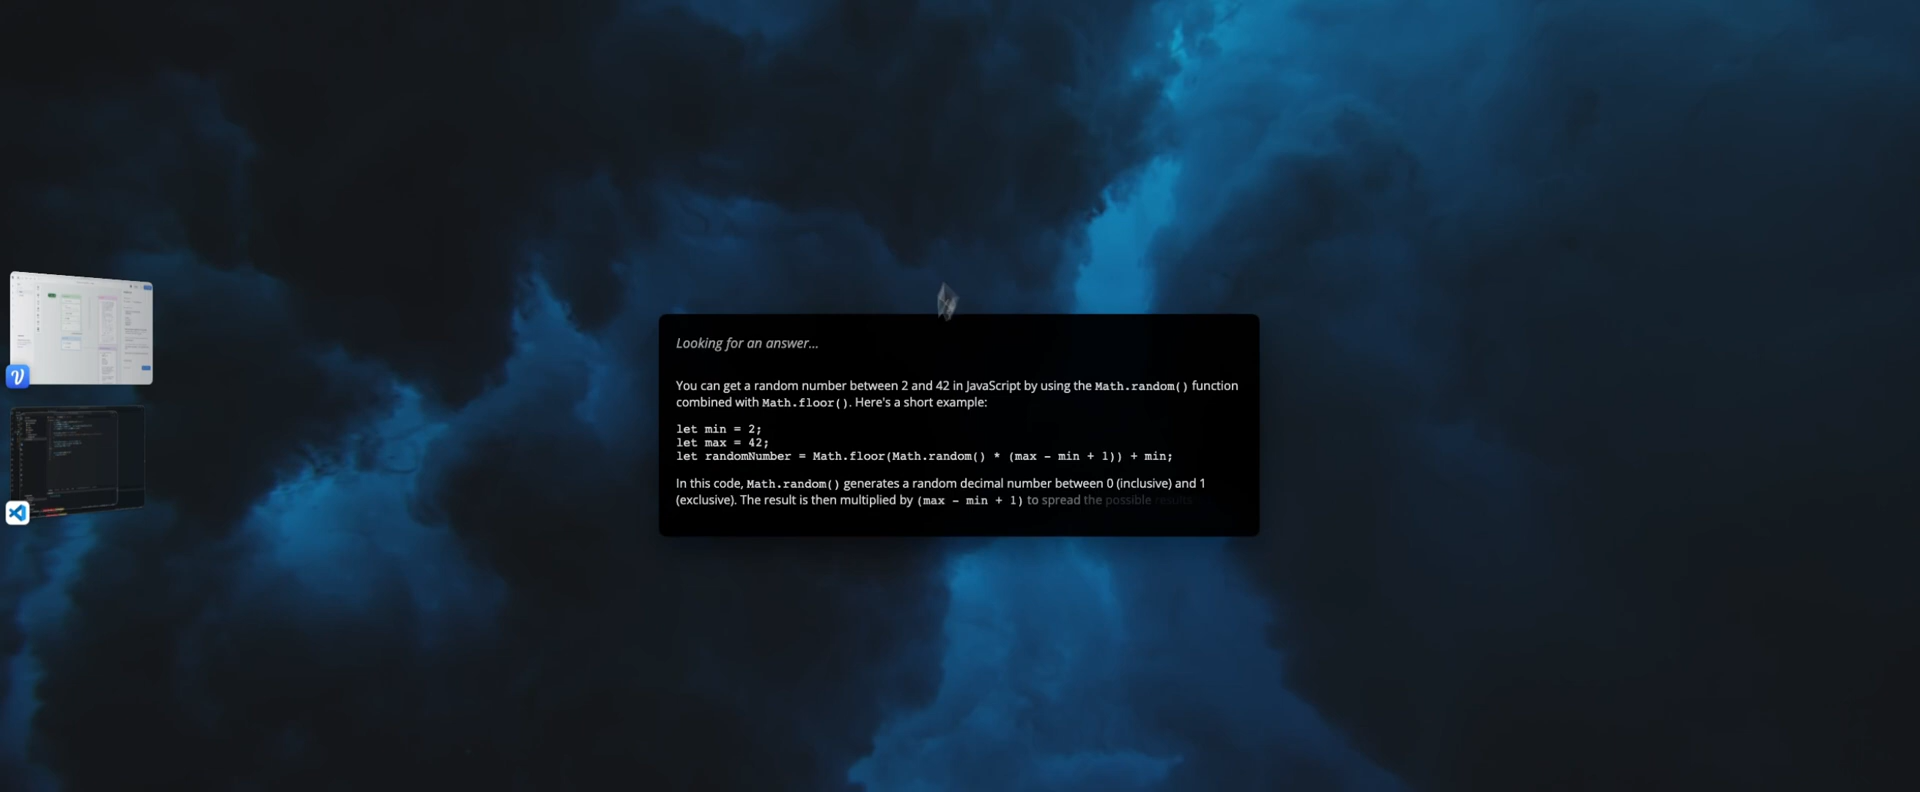 Looking for an answer...
You can get a random number between 2 and 42 in JavaScript by using the Math.random() function
combined with Math.floor(). Here's a short example:
let min = 2;
let max = 42;
let randomNumber = Math.floor(Math.random() * (max - min + 1)) + min;
In this code, Math.random() generates a random decimal number between 0 (inclusive) and 1
(exclusive). The result is then multiplied by (max - min + 1) to spread the possible results